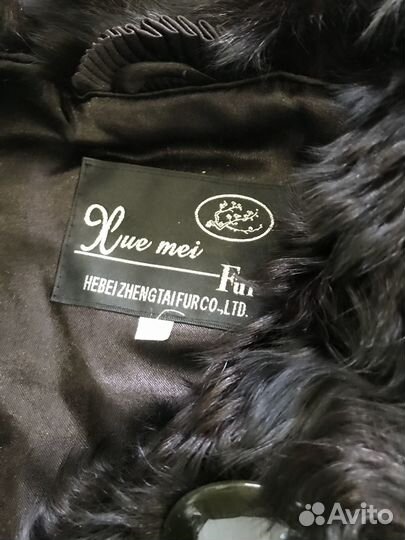 Xue mei
Fur
HEBEIZHENGTAIFURCO.,LTD.
Avito